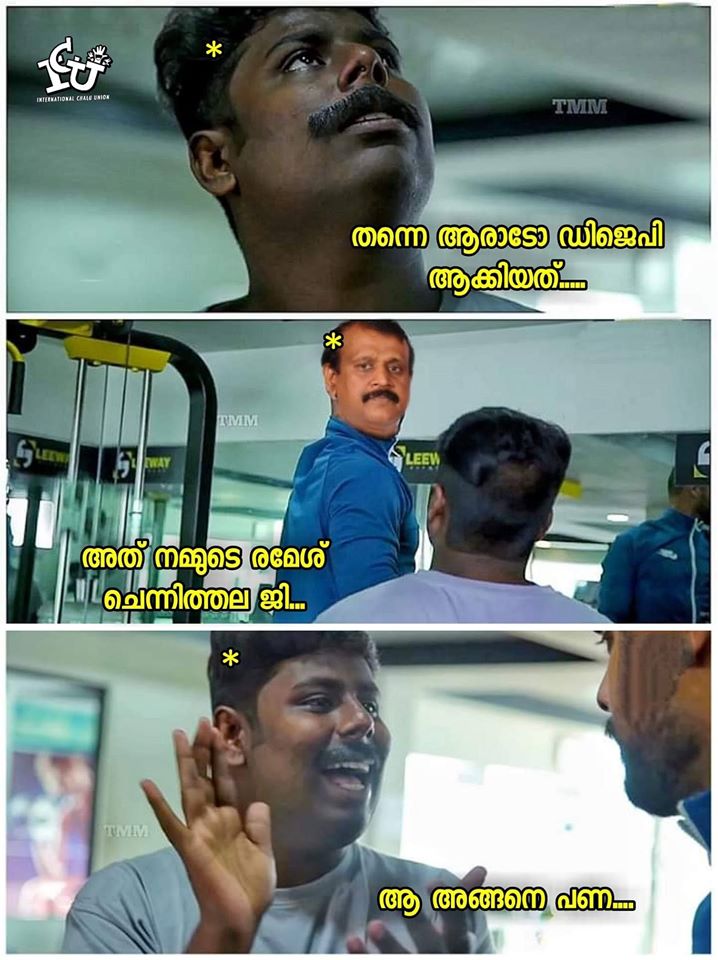 ICU
INTERNATIONAL CHALU UNION
*
TMM
തന്നെ ആരാടോ ഡിജെപി
ആക്കിയത്.....
*
TMM
LEEWAY
LEEW
അത് നമ്മുടെ രമേശ്
ചെന്നിത്തല ജി...
*
TMM
ആ അങ്ങനെ പണ....